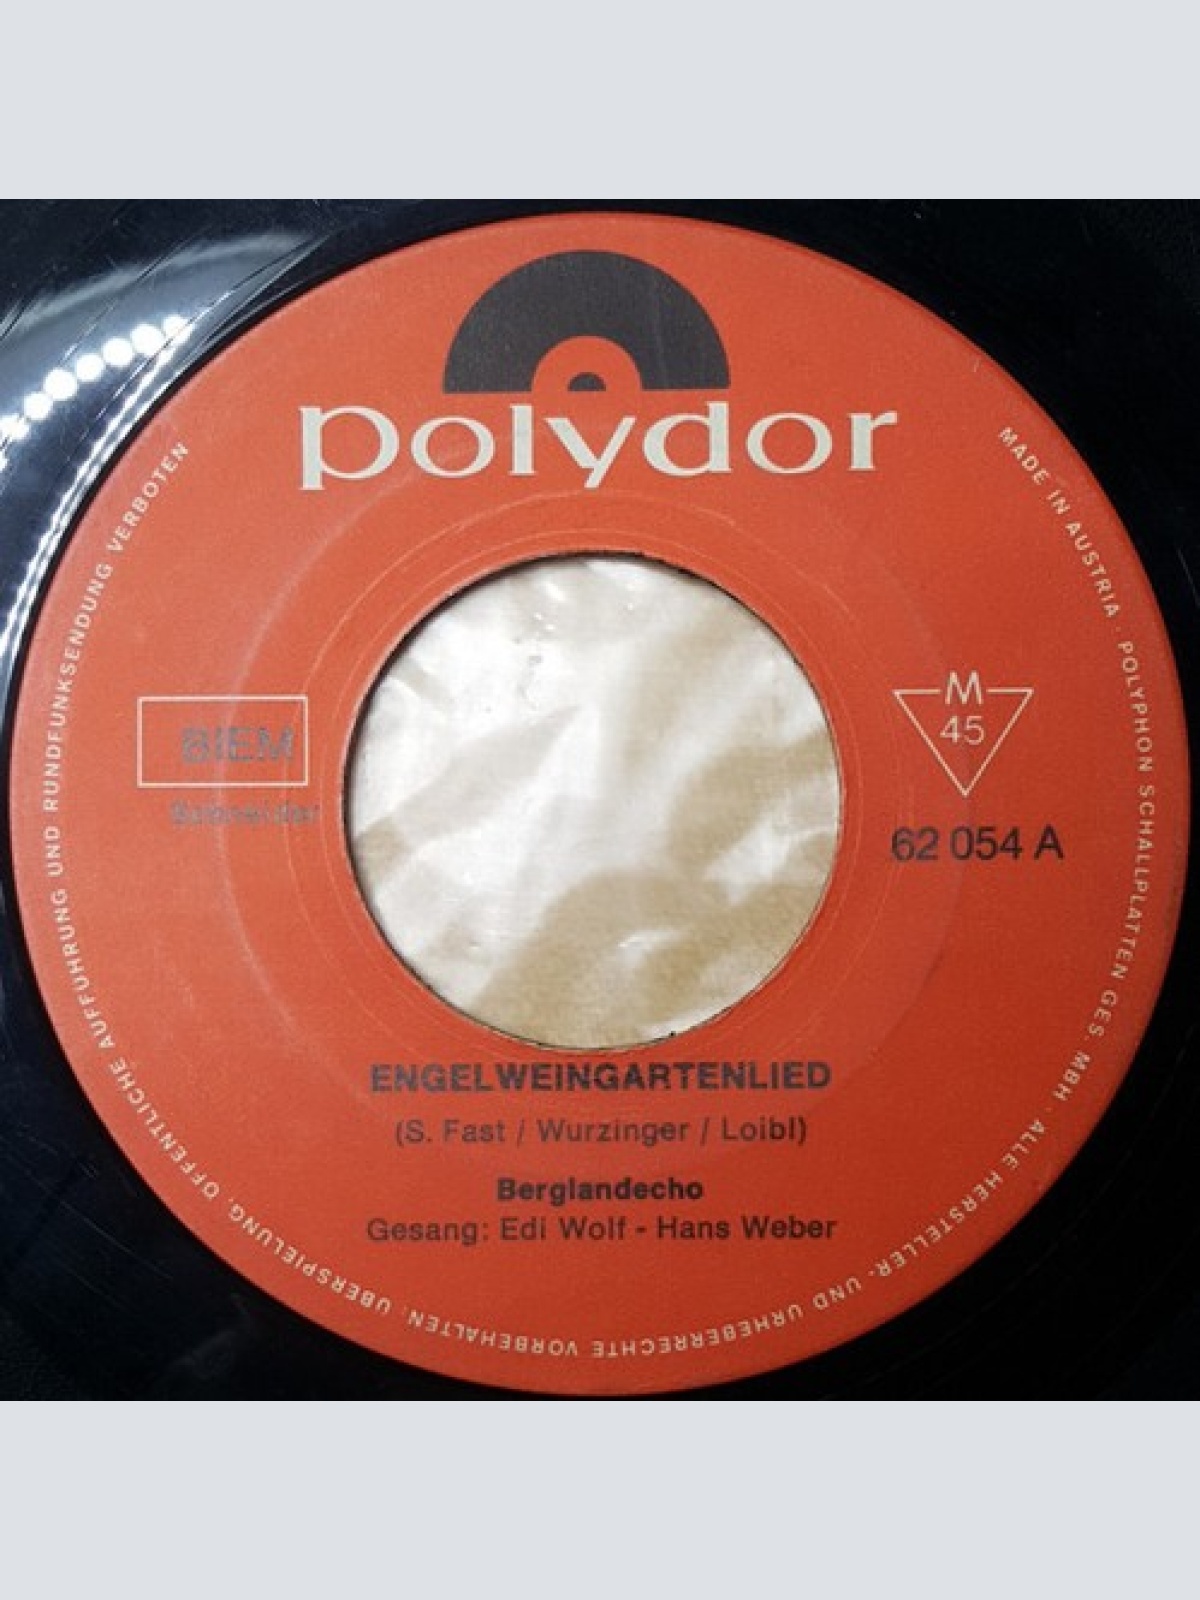 polydor
BIEM
Schneider
M
45
62 054 A
ENGELWEINGARTENLIED
(S. Fast / Wurzinger / Loibl)
Berglandecho
Gesang: Edi Wolf - Hans Weber
MADE IN AUSTRIA · POLYPHON SCHALLPLATTEN GES. MBH · ALLE HERSTELLER- UND URHEBERRECHTE VORBEHALTEN; ÜBERSPIELUNG, ÖFFENTLICHE AUFFÜHRUNG UND RUNDFUNKSENDUNG VERBOTEN